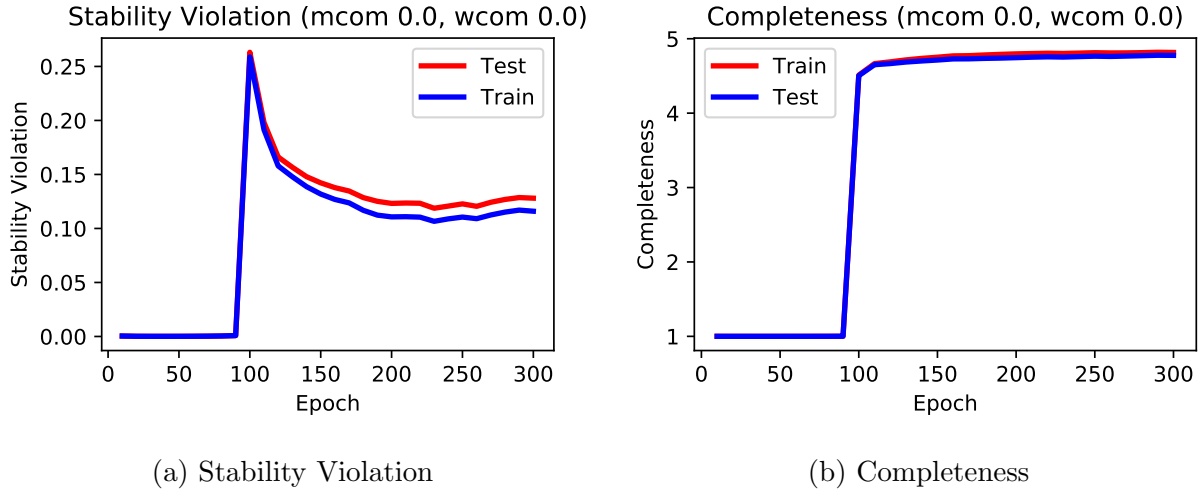 Stability Violation (mcom 0.0, wcom 0.0)
Stability Violation
0.25
0.20
0.15
0.10
0.05
0.00
Test
Train
0
50
100
150
200
250
300
Epoch
(a) Stability Violation
Completeness (mcom 0.0, wcom 0.0)
Completeness
5
4
3
2
1
Train
Test
0
50
100
150
200
250
300
Epoch
(b) Completeness